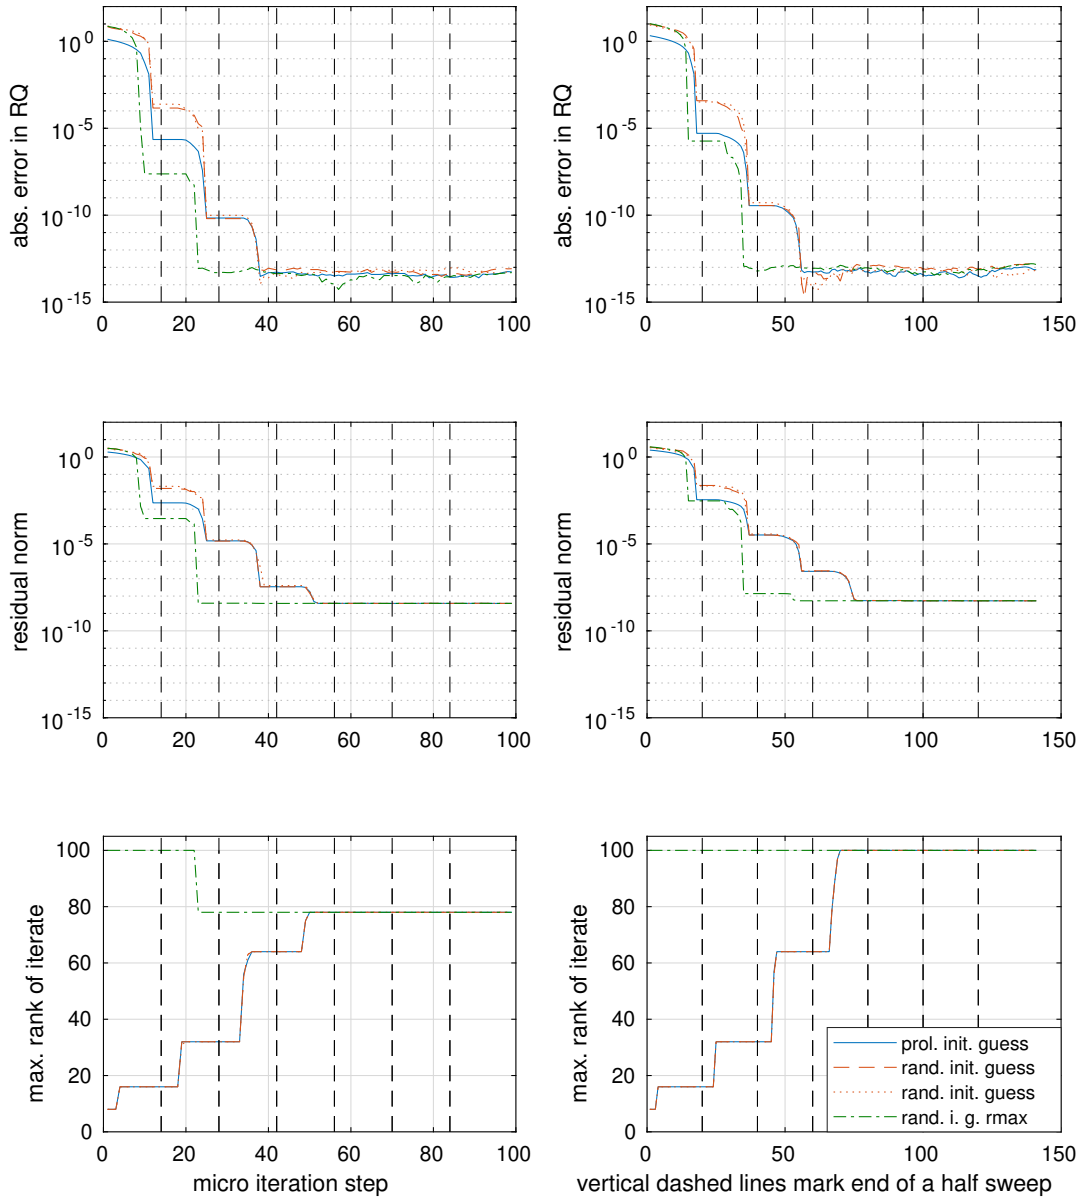 abs. error in RQ
10^0
10^-5
10^-10
10^-15
0 20 40 60 80 100
abs. error in RQ
10^0
10^-5
10^-10
10^-15
0 50 100 150
residual norm
10^0
10^-5
10^-10
10^-15
0 20 40 60 80 100
residual norm
10^0
10^-5
10^-10
10^-15
0 50 100 150
max. rank of iterate
100
80
60
40
20
0
0 20 40 60 80 100
micro iteration step
max. rank of iterate
100
80
60
40
20
0
0 50 100 150
vertical dashed lines mark end of a half sweep
prol. init. guess
rand. init. guess
rand. init. guess
rand. i. g. rmax